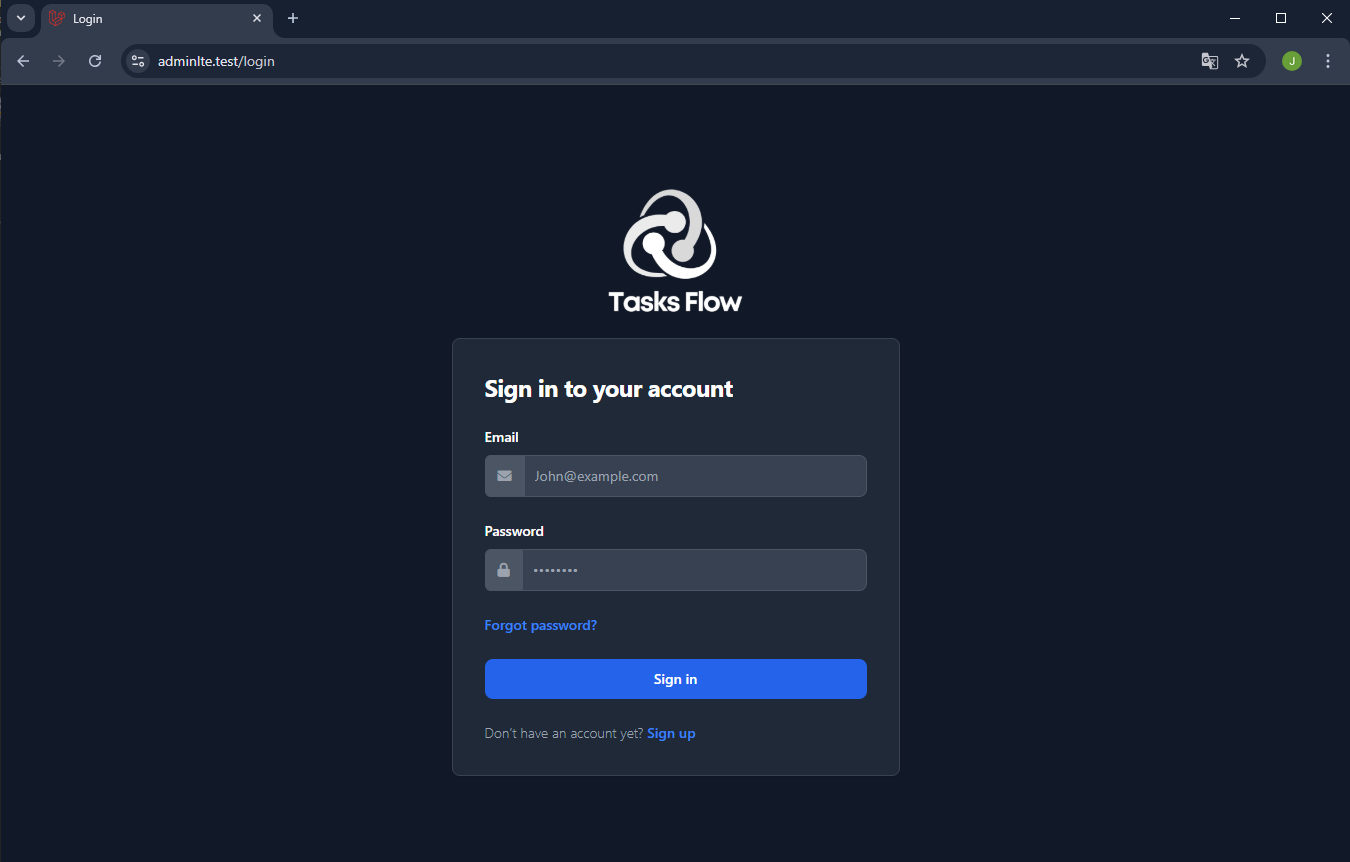 Login
adminlte.test/login
J
Tasks Flow
Sign in to your account
Email
John@example.com
Password
••••••••
Forgot password?
Sign in
Don't have an account yet? Sign up